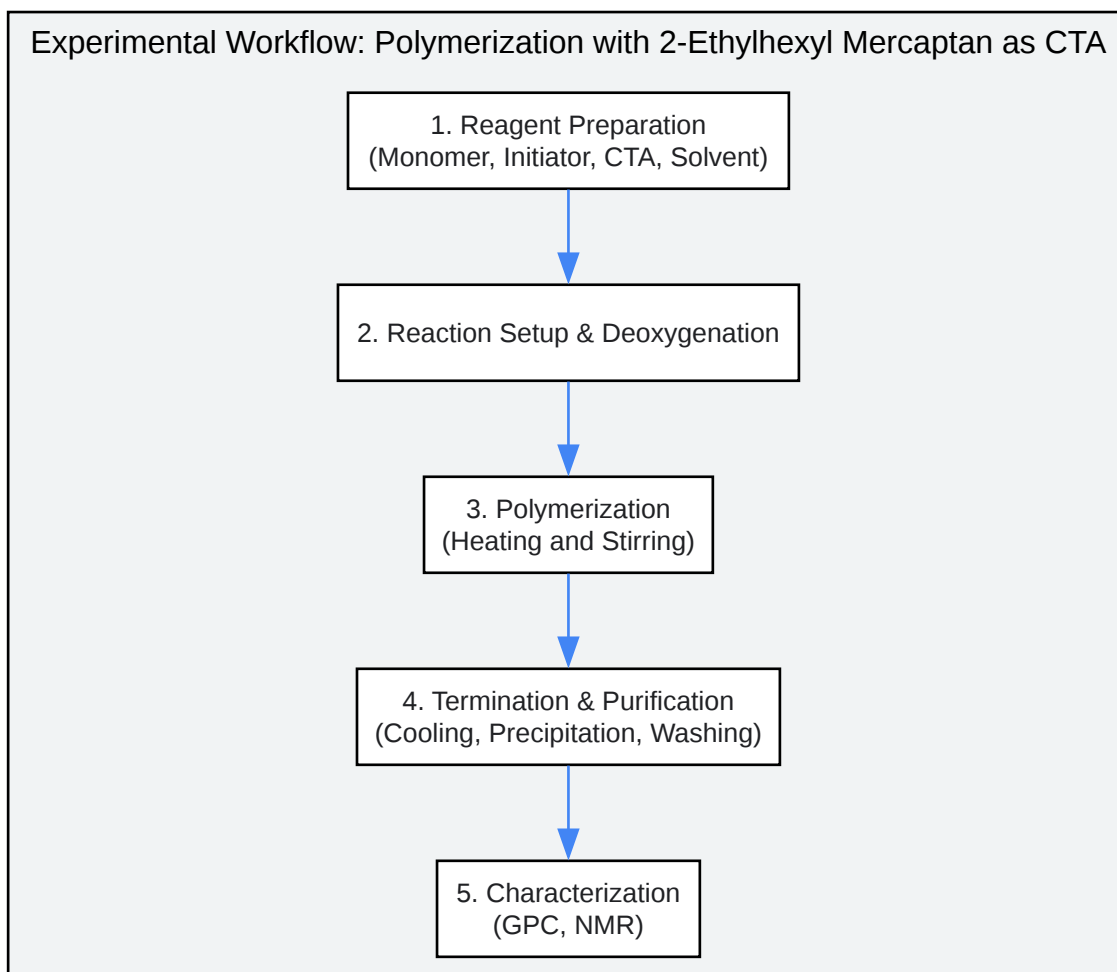 Experimental Workflow: Polymerization with 2-Ethylhexyl Mercaptan as CTA
1. Reagent Preparation
(Monomer, Initiator, CTA, Solvent)
2. Reaction Setup & Deoxygenation
3. Polymerization
(Heating and Stirring)
4. Termination & Purification
(Cooling, Precipitation, Washing)
5. Characterization
(GPC, NMR)